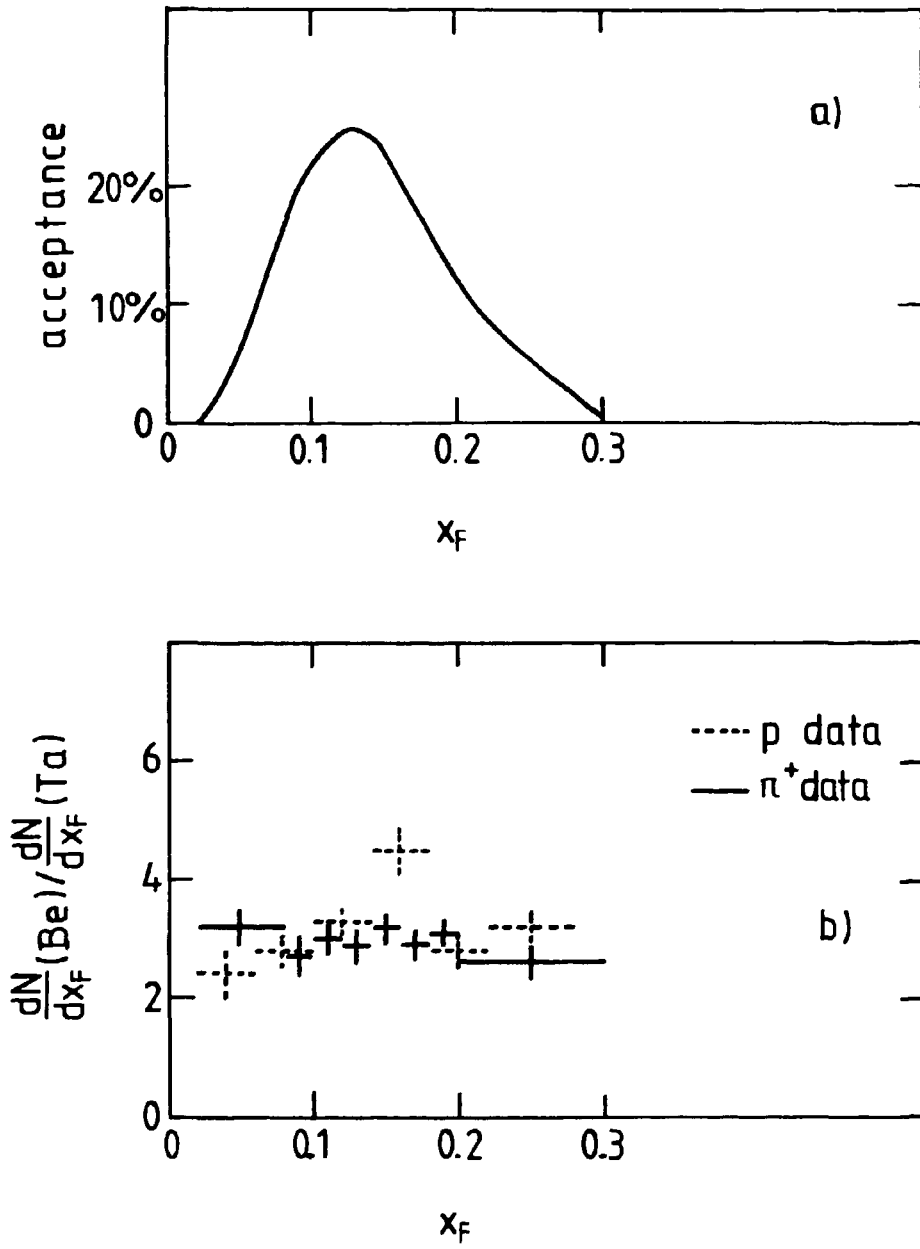 a)
acceptance
20%
10%
0
0 0.1 0.2 0.3
x_F
dN/dx_F (Be) / dN/dx_F (Ta)
6
4
2
0
p data
π⁺ data
b)
0 0.1 0.2 0.3
x_F